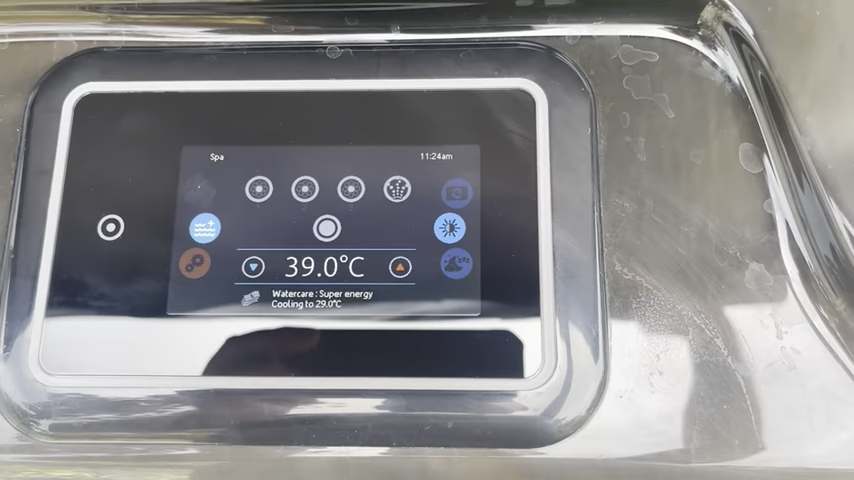 Spa
11:24am
39.0°C
Watercare : Super energy
Cooling to 29.0°C